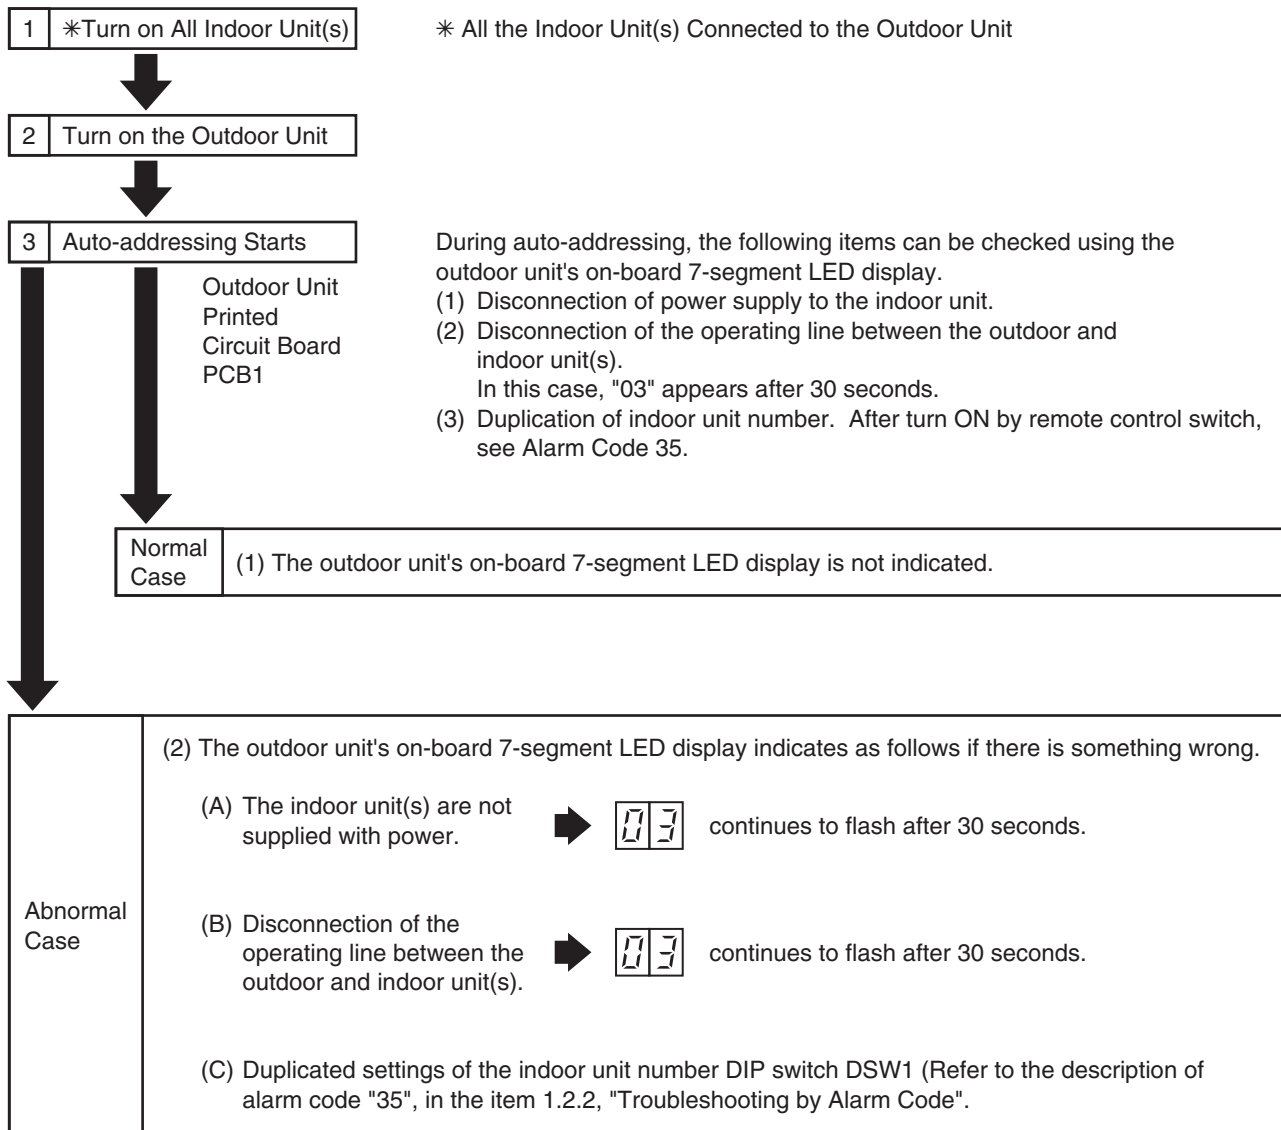 1 ✳Turn on All Indoor Unit(s)
✳ All the Indoor Unit(s) Connected to the Outdoor Unit
2 Turn on the Outdoor Unit
3 Auto-addressing Starts
Outdoor Unit
Printed
Circuit Board
PCB1
During auto-addressing, the following items can be checked using the
outdoor unit's on-board 7-segment LED display.
(1) Disconnection of power supply to the indoor unit.
(2) Disconnection of the operating line between the outdoor and
indoor unit(s).
In this case, "03" appears after 30 seconds.
(3) Duplication of indoor unit number. After turn ON by remote control switch,
see Alarm Code 35.
Normal
Case
(1) The outdoor unit's on-board 7-segment LED display is not indicated.
Abnormal
Case
(2) The outdoor unit's on-board 7-segment LED display indicates as follows if there is something wrong.
(A) The indoor unit(s) are not
supplied with power.
03 continues to flash after 30 seconds.
(B) Disconnection of the
operating line between the
outdoor and indoor unit(s).
03 continues to flash after 30 seconds.
(C) Duplicated settings of the indoor unit number DIP switch DSW1 (Refer to the description of
alarm code "35", in the item 1.2.2, "Troubleshooting by Alarm Code".